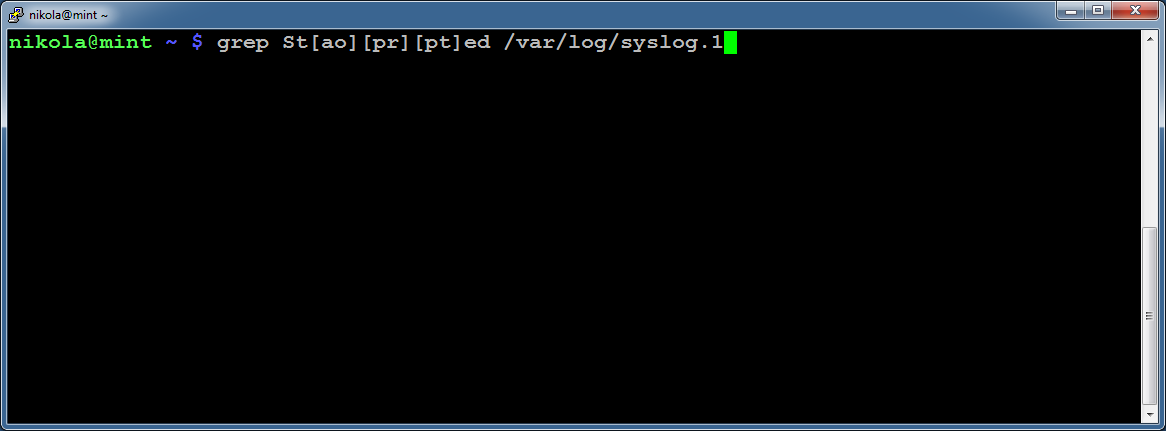 nikola@mint ~
nikola@mint ~ $ grep St[ao][pr][pt]ed /var/log/syslog.1